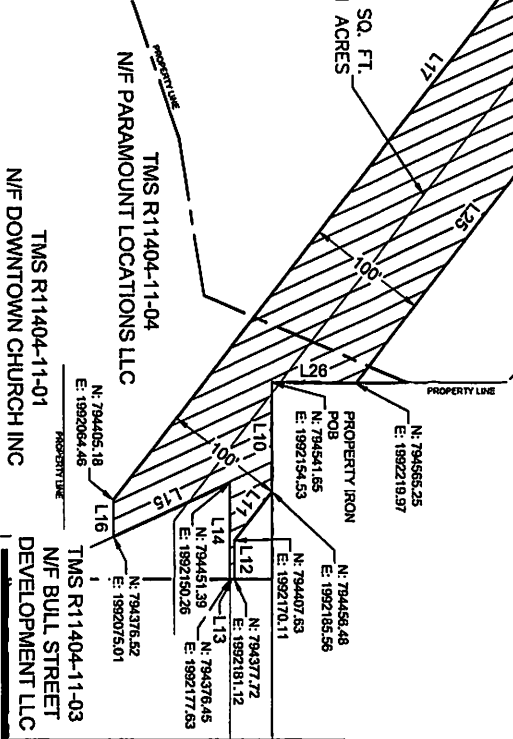 SQ. FT.
ACRES
L17
L25
100'
PROPERTY LINE
TMS R11404-11-04
N/F PARAMOUNT LOCATIONS LLC
TMS R11404-11-01
N/F DOWNTOWN CHURCH INC
PROPERTY LINE
L26
PROPERTY LINE
N: 794565.25
E: 1992219.97
PROPERTY IRON
POB
N: 794541.65
E: 1992154.53
L10
100'
N: 794458.48
E: 1992185.56
L11
L12
N: 794407.63
E: 1992170.11
N: 794377.72
E: 1992181.12
L13
N: 794376.45
E: 1992177.63
L14
N: 794451.39
E: 1992150.26
L15
N: 794405.18
E: 1992064.46
L16
N: 794376.52
E: 1992075.01
TMS R11404-11-03
N/F BULL STREET
DEVELOPMENT LLC